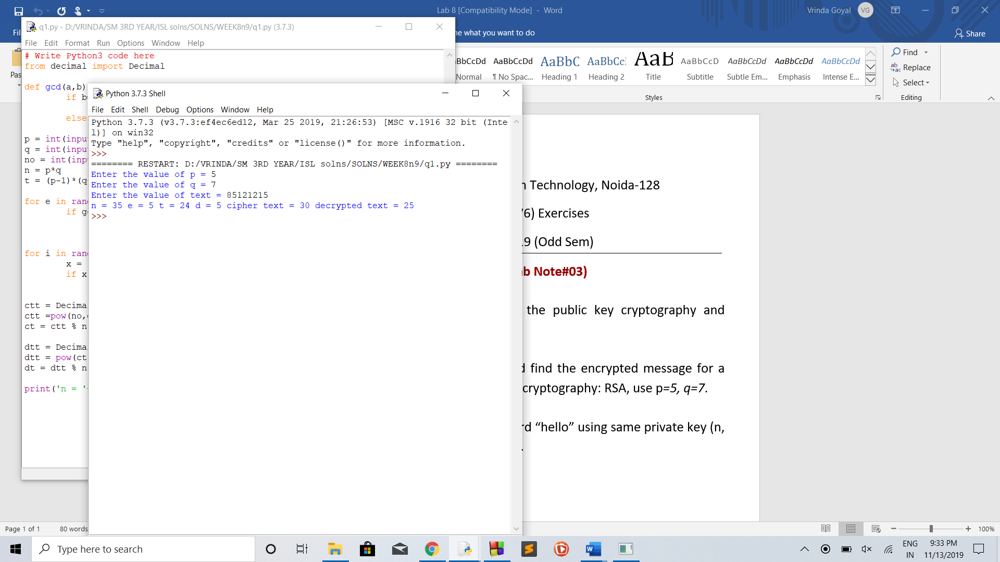 Lab 8 [Compatibility Mode] - Word
Vrinda Goyal
VG
me what you want to do
Share
q1.py - D:/VRINDA/SM 3RD YEAR/ISL solns/SOLNS/WEEK8n9/q1.py (3.7.3)
File Edit Format Run Options Window Help
# Write Python3 code here
from decimal import Decimal
def gcd(a,b)
if b
else
p = int(inpu
q = int(inpu
no = int(inp
n = p*q
t = (p-1)*(q
for e in ran
if g
for i in ran
x =
if x
ctt = Decima
ctt =pow(no,
ct = ctt % n
dtt = Decima
dtt = pow(ct
dt = dtt % n
print('n = '
Python 3.7.3 Shell
File Edit Shell Debug Options Window Help
Python 3.7.3 (v3.7.3:ef4ec6ed12, Mar 25 2019, 21:26:53) [MSC v.1916 32 bit (Inte
l)] on win32
Type "help", "copyright", "credits" or "license()" for more information.
>>>
======== RESTART: D:/VRINDA/SM 3RD YEAR/ISL solns/SOLNS/WEEK8n9/q1.py ========
Enter the value of p = 5
Enter the value of q = 7
Enter the value of text = 85121215
n = 35 e = 5 t = 24 d = 5 cipher text = 30 decrypted text = 25
>>>
Fi
Pas
BbCcDd AaBbCcDd AaBbC AaBbCc AaB AaBbCcD AaBbCcDd AaBbCcDd AaBbCcDd
Normal ¶ No Spac... Heading 1 Heading 2 Title Subtitle Subtle Em... Emphasis Intense E...
Styles
Find
Replace
Select
Editing
n Technology, Noida-128
76) Exercises
19 (Odd Sem)
ab Note#03)
the public key cryptography and
d find the encrypted message for a
cryptography: RSA, use p=5, q=7.
rd “hello” using same private key (n,
.
Page 1 of 1
80 words
100%
Type here to search
ENG
IN
9:33 PM
11/13/2019